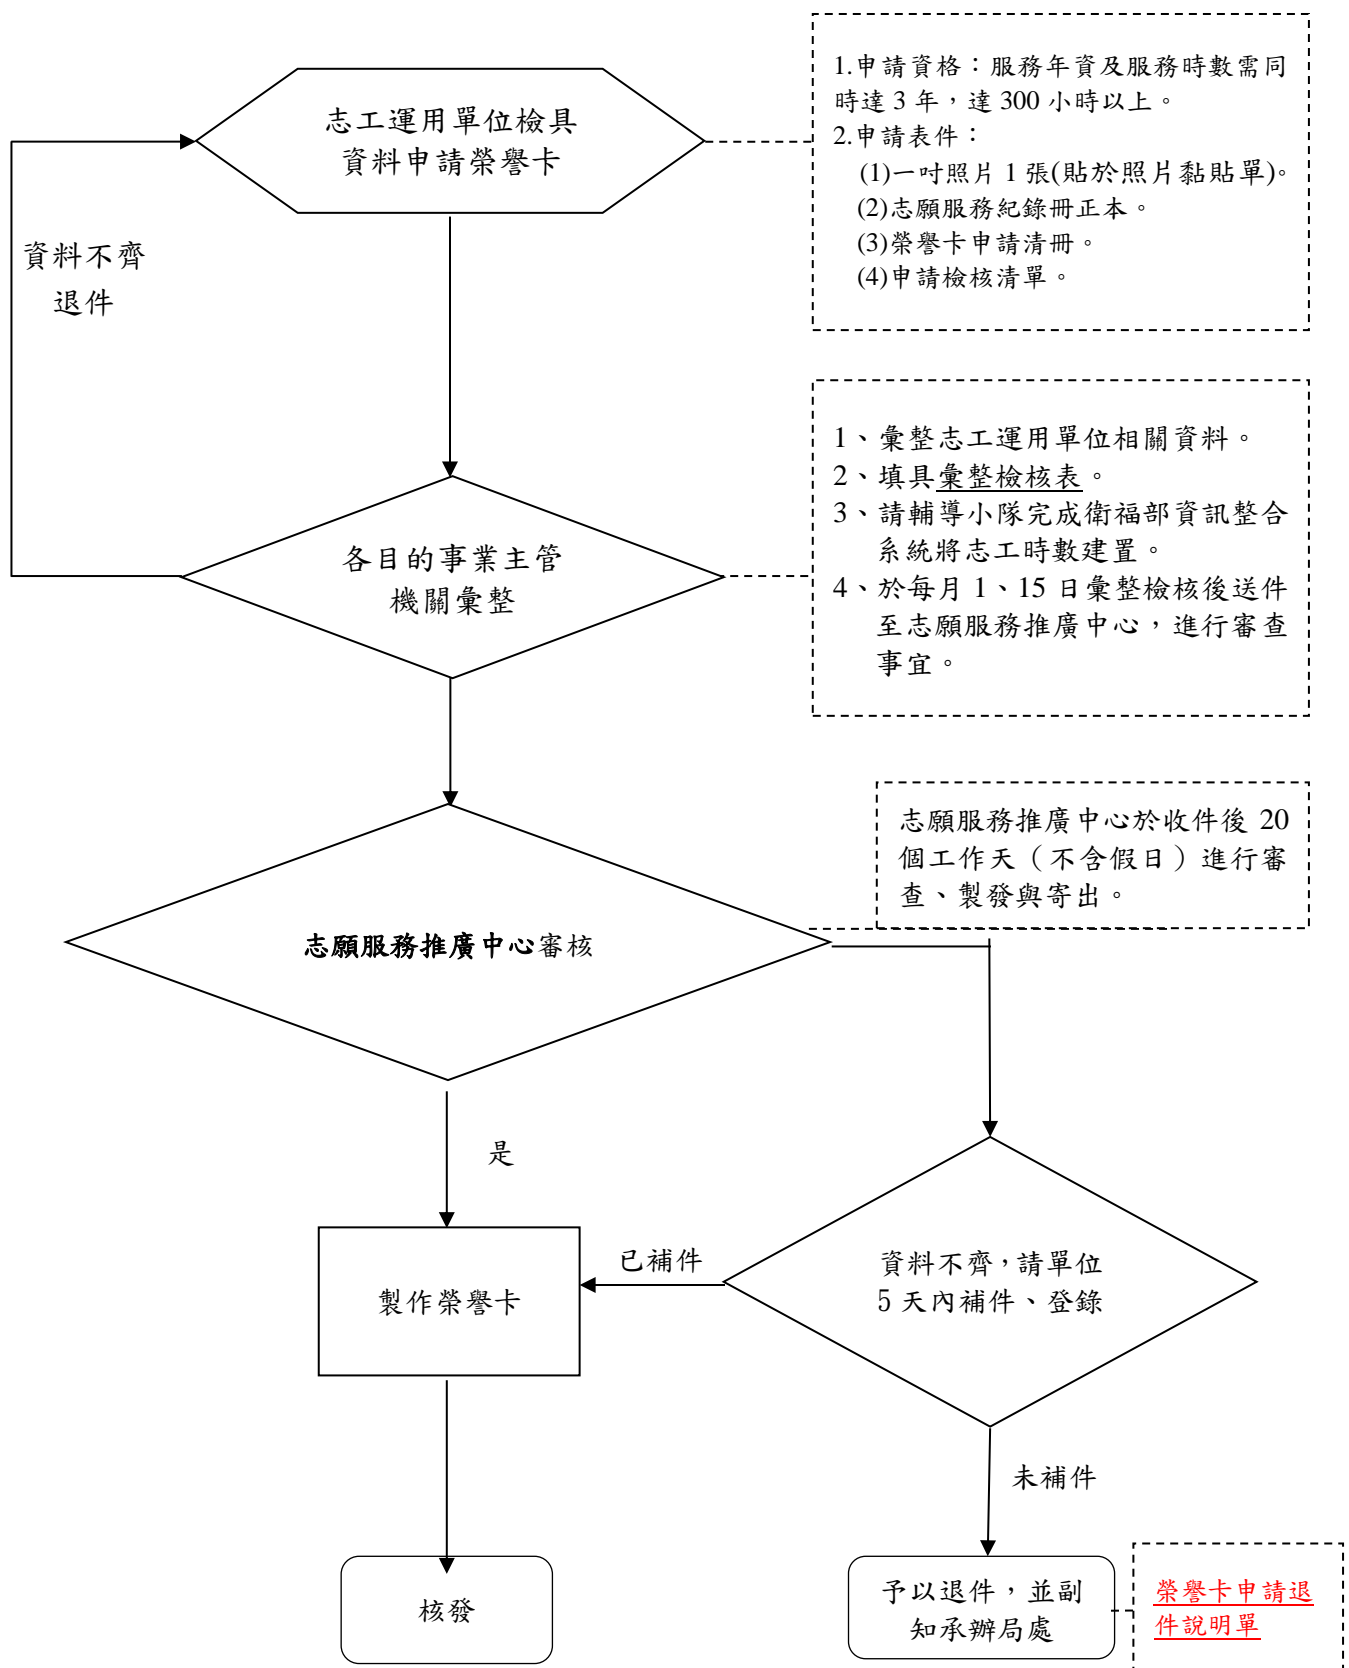 志工運用單位檢具
資料申請榮譽卡
1.申請資格：服務年資及服務時數需同
時達 3 年，達 300 小時以上。
2.申請表件：
(1)一吋照片 1 張(貼於照片黏貼單)。
(2)志願服務紀錄冊正本。
(3)榮譽卡申請清冊。
(4)申請檢核清單。
資料不齊
退件
各目的事業主管
機關彙整
1、彙整志工運用單位相關資料。
2、填具彙整檢核表。
3、請輔導小隊完成衛福部資訊整合
系統將志工時數建置。
4、於每月 1、15 日彙整檢核後送件
至志願服務推廣中心，進行審查
事宜。
志願服務推廣中心於收件後 20
個工作天（不含假日）進行審
查、製發與寄出。
志願服務推廣中心審核
是
已補件
製作榮譽卡
資料不齊，請單位
5 天內補件、登錄
未補件
核發
予以退件，並副
知承辦局處
榮譽卡申請退
件說明單